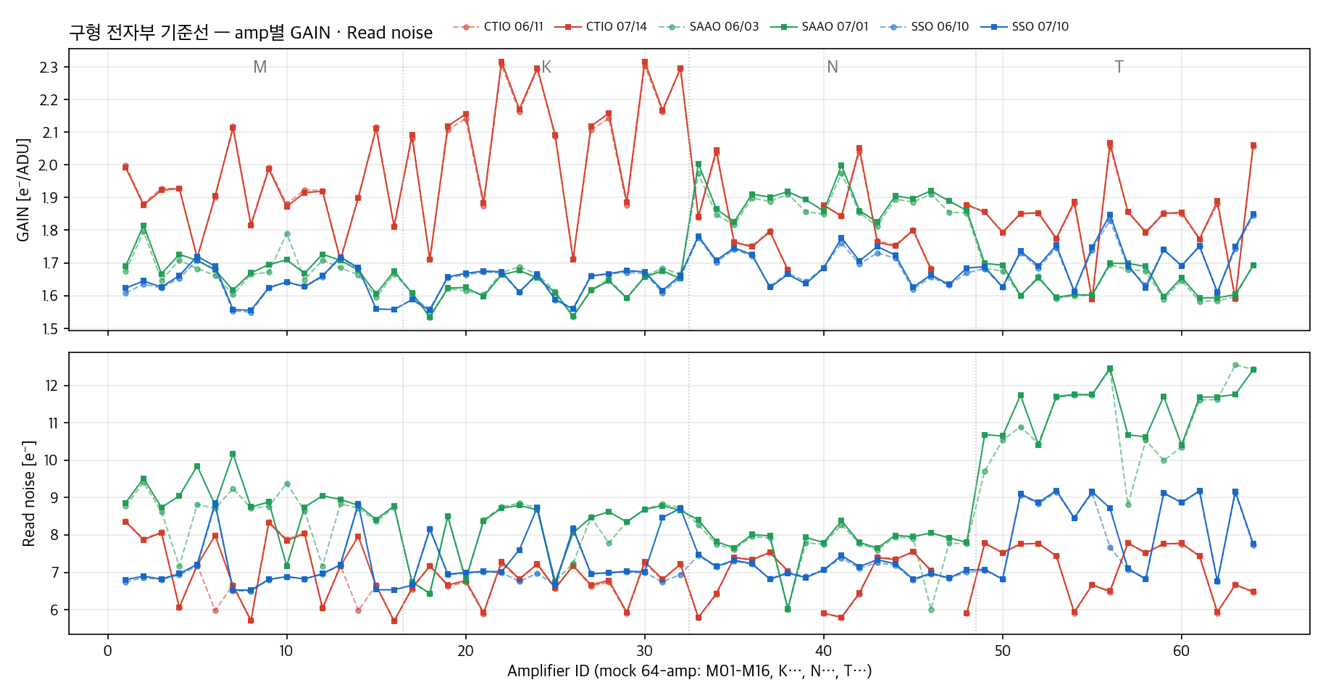 구형 전자부 기준선 — amp별 GAIN · Read noise
CTIO 06/11 CTIO 07/14 SAAO 06/03 SAAO 07/01 SSO 06/10 SSO 07/10
M K N T
GAIN [e⁻/ADU]
2.3
2.2
2.1
2.0
1.9
1.8
1.7
1.6
1.5
Read noise [e⁻]
12
11
10
9
8
7
6
0 10 20 30 40 50 60
Amplifier ID (mock 64-amp: M01-M16, K⋯, N⋯, T⋯)